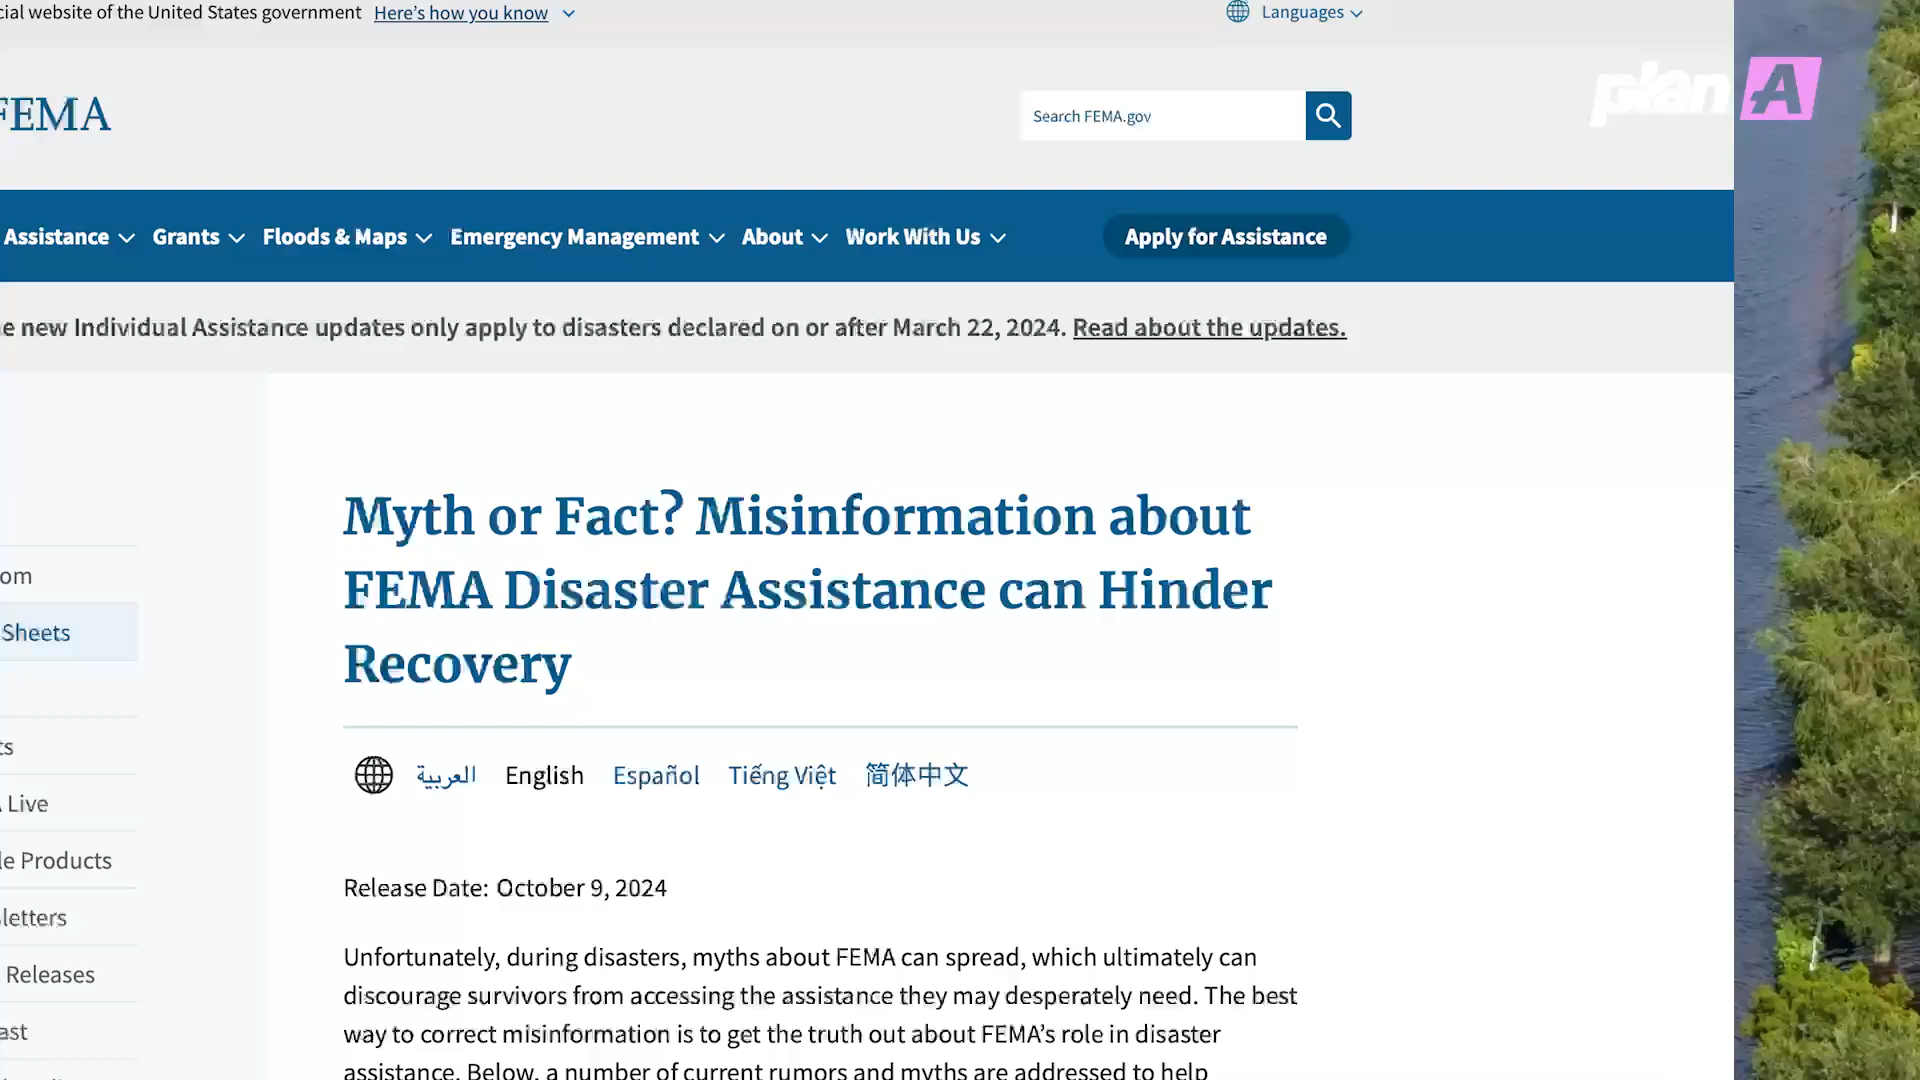 cial website of the United States government Here's how you know
Languages
FEMA
Search FEMA.gov
plan A
Assistance Grants Floods & Maps Emergency Management About Work With Us Apply for Assistance
e new Individual Assistance updates only apply to disasters declared on or after March 22, 2024. Read about the updates.
Myth or Fact? Misinformation about
FEMA Disaster Assistance can Hinder
Recovery
العربية English Español Tiếng Việt 简体中文
Release Date: October 9, 2024
Unfortunately, during disasters, myths about FEMA can spread, which ultimately can
discourage survivors from accessing the assistance they may desperately need. The best
way to correct misinformation is to get the truth out about FEMA's role in disaster
assistance. Below, a number of current rumors and myths are addressed to help
om
Sheets
ts
Live
le Products
letters
Releases
ast